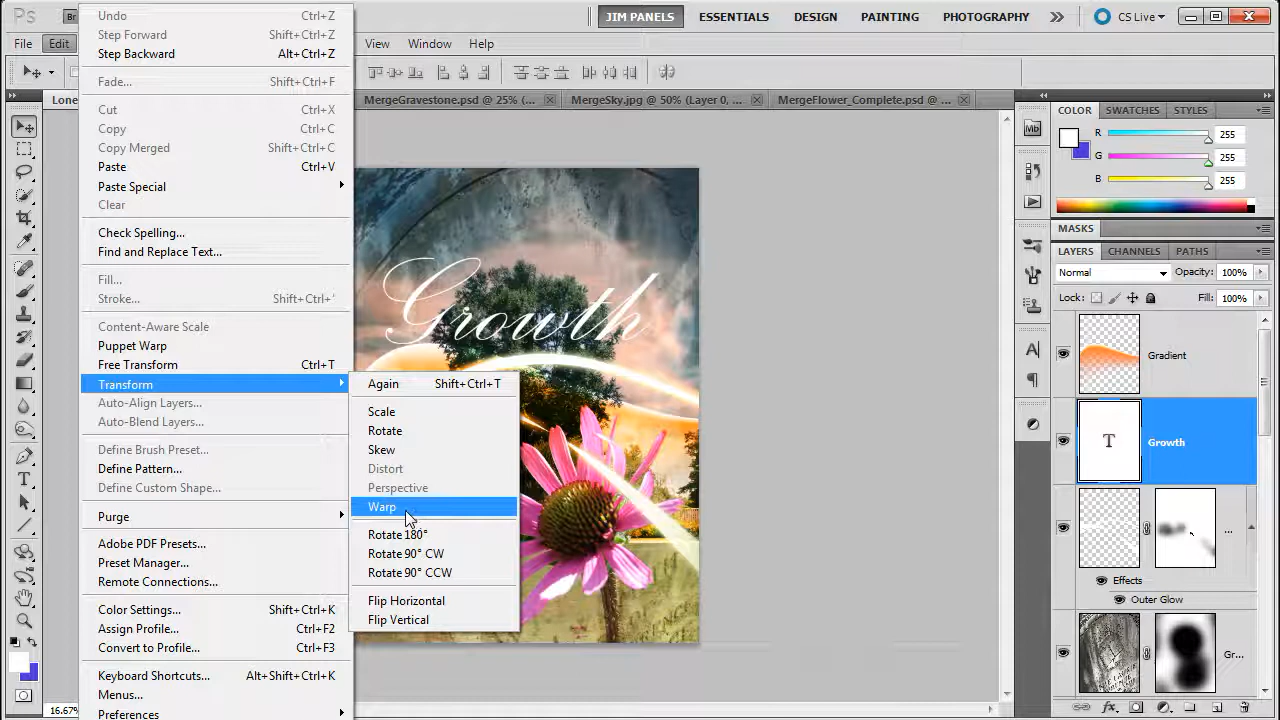 Ps Br JIM PANELS ESSENTIALS DESIGN PAINTING PHOTOGRAPHY CS Live
File Edit View Window Help
Lone MergeGravestone.psd @ 25% (... MergeSky.jpg @ 50% (Layer 0, ... MergeFlower_Complete.psd @ ...
Undo Ctrl+Z
Step Forward Shift+Ctrl+Z
Step Backward Alt+Ctrl+Z
Fade... Shift+Ctrl+F
Cut Ctrl+X
Copy Ctrl+C
Copy Merged Shift+Ctrl+C
Paste Ctrl+V
Paste Special
Clear
Check Spelling...
Find and Replace Text...
Fill...
Stroke... Shift+Ctrl+'
Content-Aware Scale
Puppet Warp
Free Transform Ctrl+T
Transform
Auto-Align Layers...
Auto-Blend Layers...
Define Brush Preset...
Define Pattern...
Define Custom Shape...
Purge
Adobe PDF Presets...
Preset Manager...
Remote Connections...
Color Settings... Shift+Ctrl+K
Assign Profile... Ctrl+F2
Convert to Profile... Ctrl+F3
Keyboard Shortcuts... Alt+Shift+Ctrl+K
Menus...
Preferences
Again Shift+Ctrl+T
Scale
Rotate
Skew
Distort
Perspective
Warp
Rotate 180°
Rotate 90° CW
Rotate 90° CCW
Flip Horizontal
Flip Vertical
Growth
16.67%
COLOR SWATCHES STYLES
R 255
G 255
B 255
MASKS
LAYERS CHANNELS PATHS
Normal Opacity: 100%
Lock: Fill: 100%
Gradient
T Growth
...
Effects
Outer Glow
Gr...
Mb
A
T